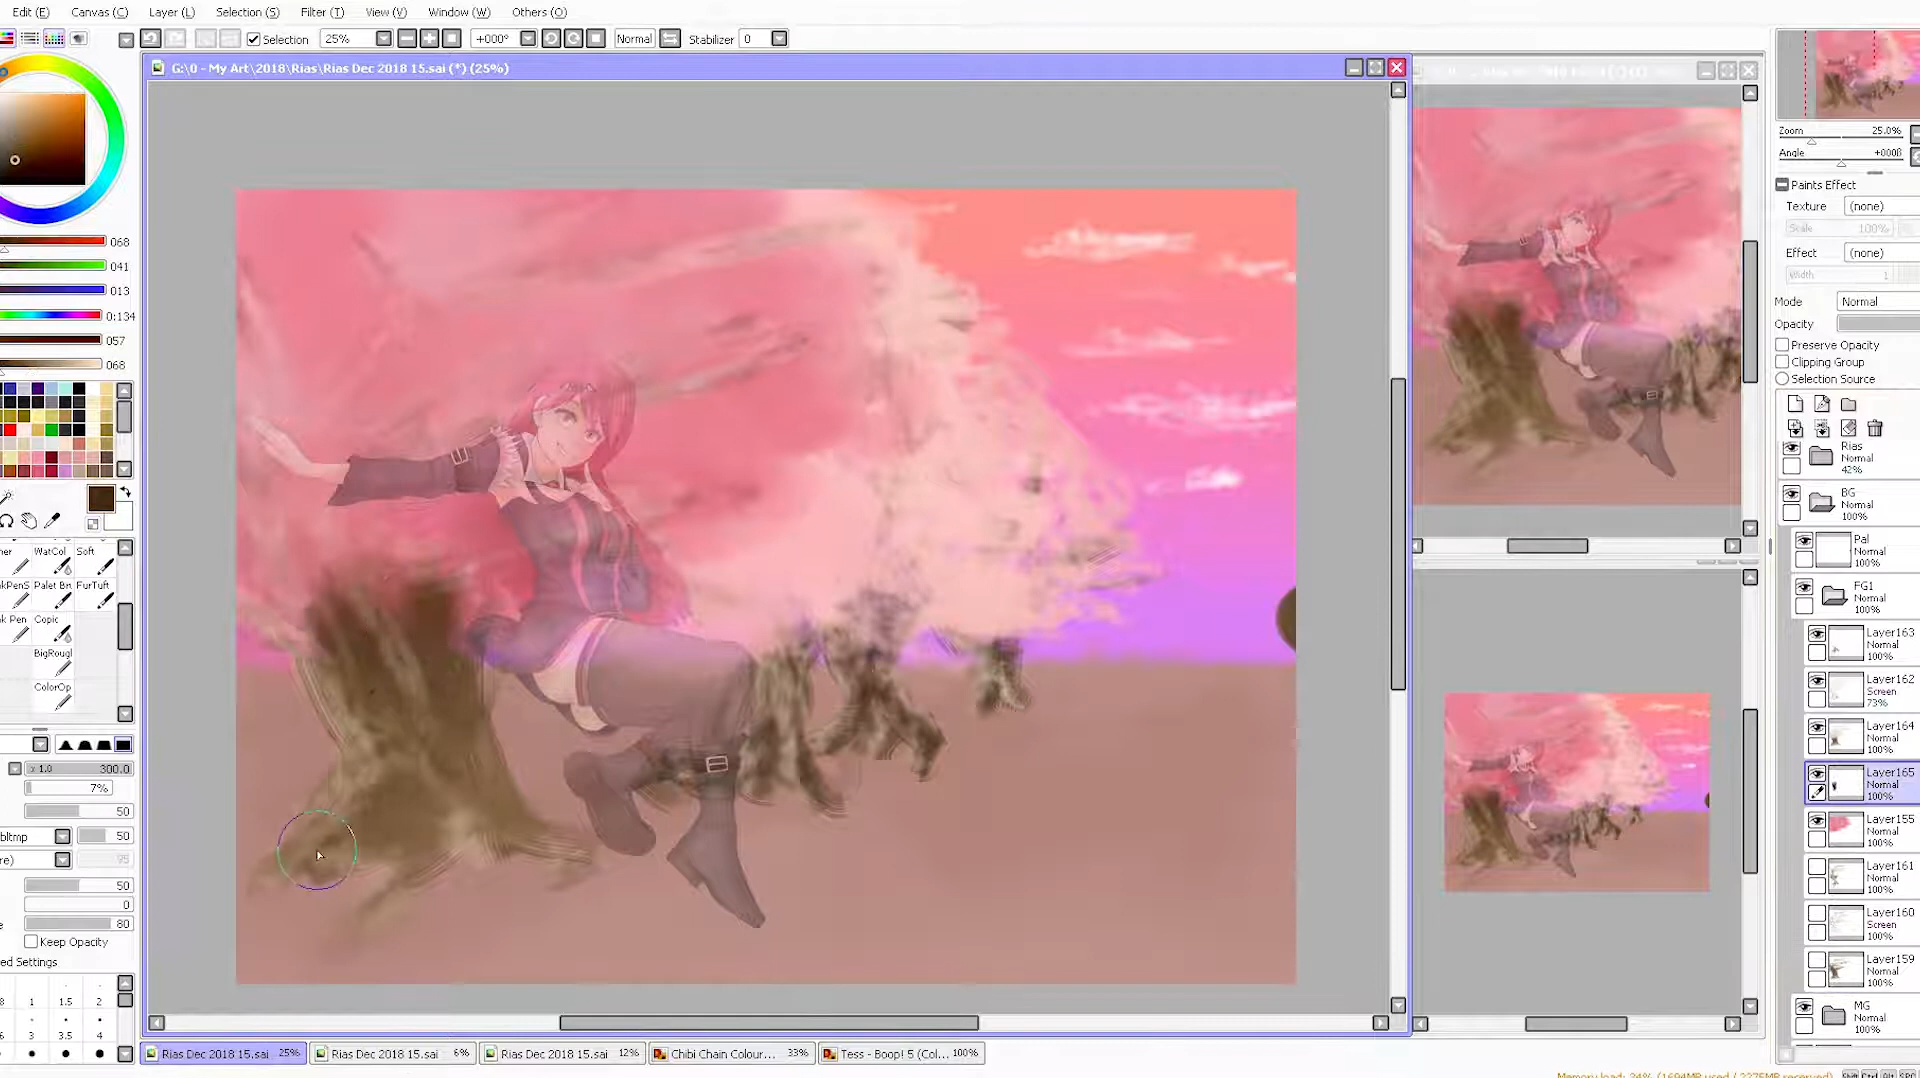 Edit (E) Canvas (C) Layer (L) Selection (S) Filter (T) View (V) Window (W) Others (O)
Selection 25% +000° Normal Stabilizer 0
G:\0 - My Art\2018\Rias\Rias Dec 2018 15.sai (*) (25%)
Zoom 25.0%
Angle +000ß
Paints Effect
Texture (none)
Scale 100%
Effect (none)
Width 1
Mode Normal
Opacity
Preserve Opacity
Clipping Group
Selection Source
068
041
013
0:134
057
068
Rias
Normal
42%
BG
Normal
100%
Pal
Normal
100%
FG1
Normal
100%
Layer163
Normal
100%
Layer162
Screen
73%
Layer164
Normal
100%
Layer165
Normal
100%
Layer155
Normal
100%
Layer161
Normal
100%
Layer160
Screen
100%
Layer159
Normal
100%
MG
Normal
100%
WatCol Soft
nkPenS Palet Br FurTuft
nk Pen Copic
BigRougl
ColorOp
x 1.0 300.0
7%
50
50
95
50
0
80
Keep Opacity
ed Settings
1 1.5 2
3 3.5 4
Rias Dec 2018 15.sai 25% Rias Dec 2018 15.sai 6% Rias Dec 2018 15.sai 12% Chibi Chain Colour... 33% Tess - Boop! 5 (Col... 100%